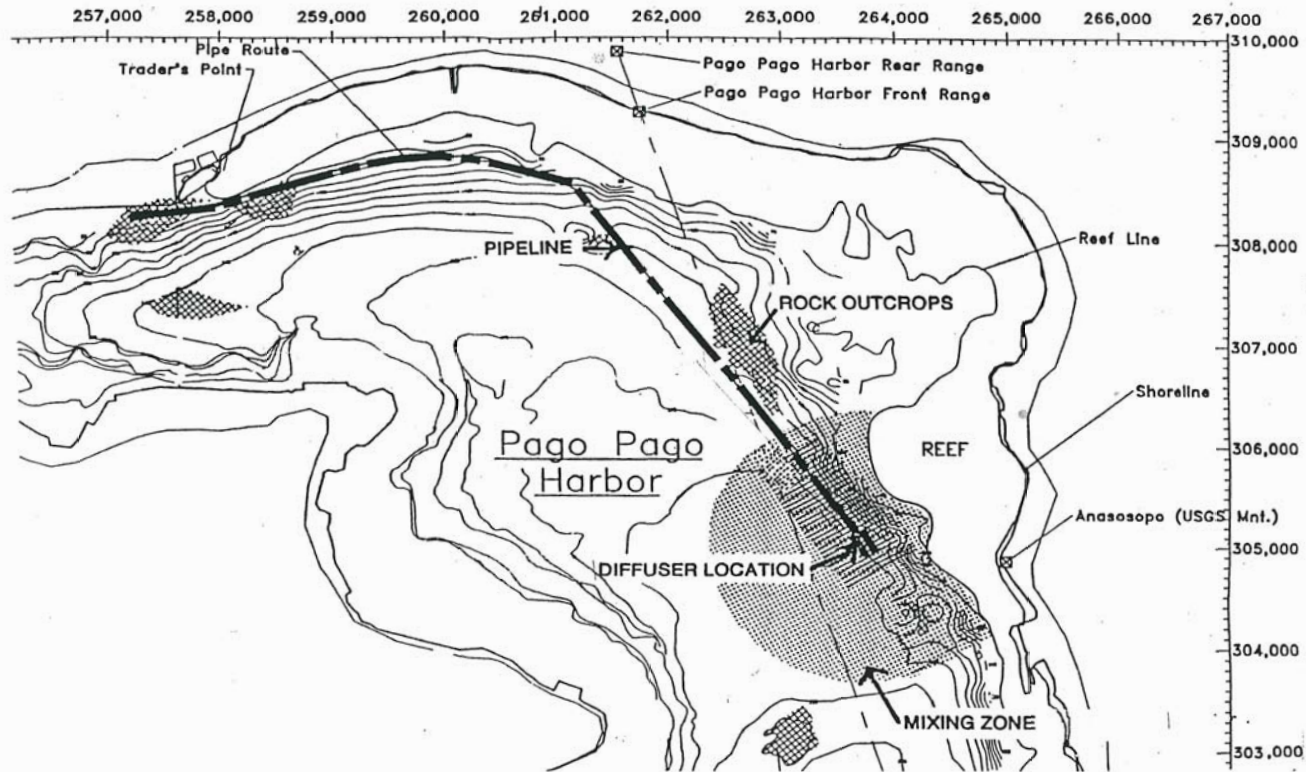 257,000 258,000 259,000 260,000 261,000 262,000 263,000 264,000 265,000 266,000 267,000
310,000
Pipe Route
Trader's Point
Pago Pago Harbor Rear Range
Pago Pago Harbor Front Range
309,000
PIPELINE
Reef Line
308,000
ROCK OUTCROPS
307,000
Shoreline
Pago Pago
Harbor
REEF
306,000
Anasosopo (USGS Mnt.)
305,000
DIFFUSER LOCATION
304,000
MIXING ZONE
303,000